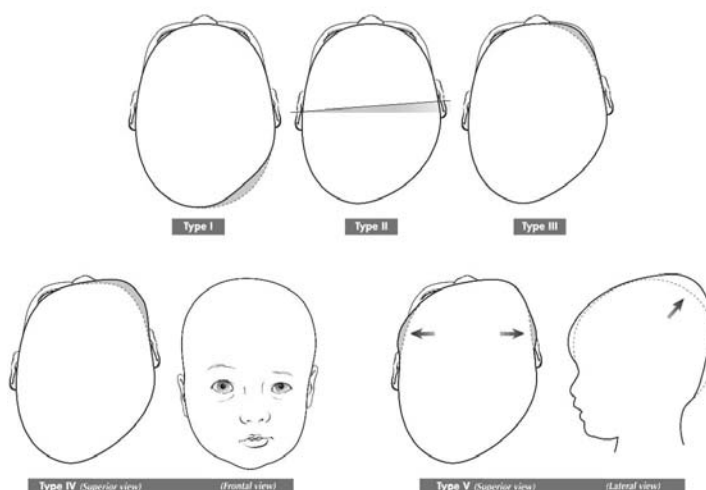 Type I
Type II
Type III
Type IV (Superior view) (Frontal view)
Type V (Superior view) (Lateral view)